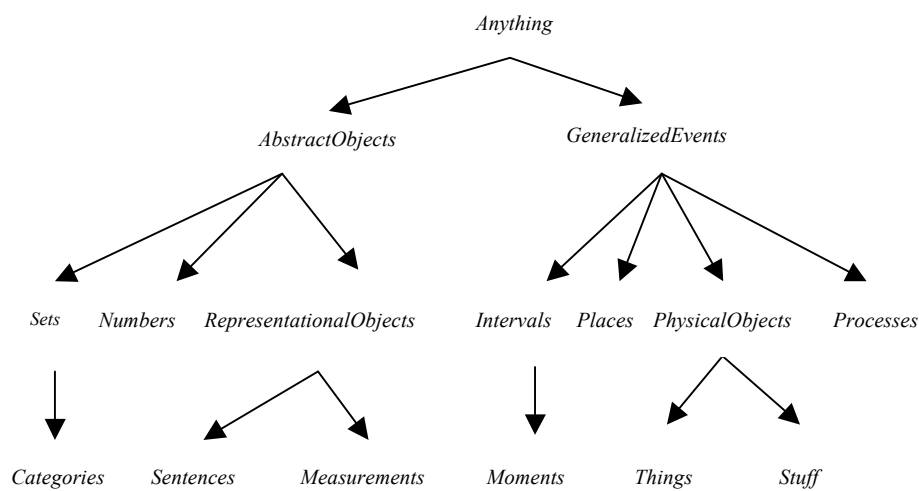 Anything
AbstractObjects GeneralizedEvents
Sets Numbers RepresentationalObjects Intervals Places PhysicalObjects Processes
Categories Sentences Measurements Moments Things Stuff